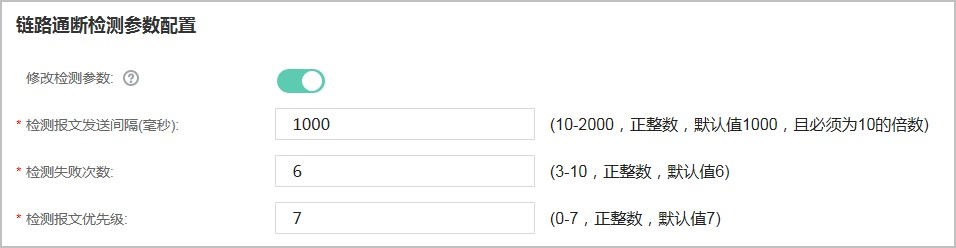 链路通断检测参数配置
修改检测参数: ?
* 检测报文发送间隔(毫秒): 1000 (10-2000，正整数，默认值1000，且必须为10的倍数)
* 检测失败次数: 6 (3-10，正整数，默认值6)
* 检测报文优先级: 7 (0-7，正整数，默认值7)